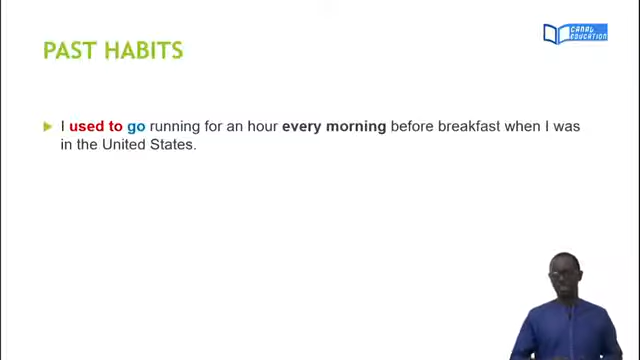 CANAL
EDUCATION
PAST HABITS
I used to go running for an hour every morning before breakfast when I was
in the United States.